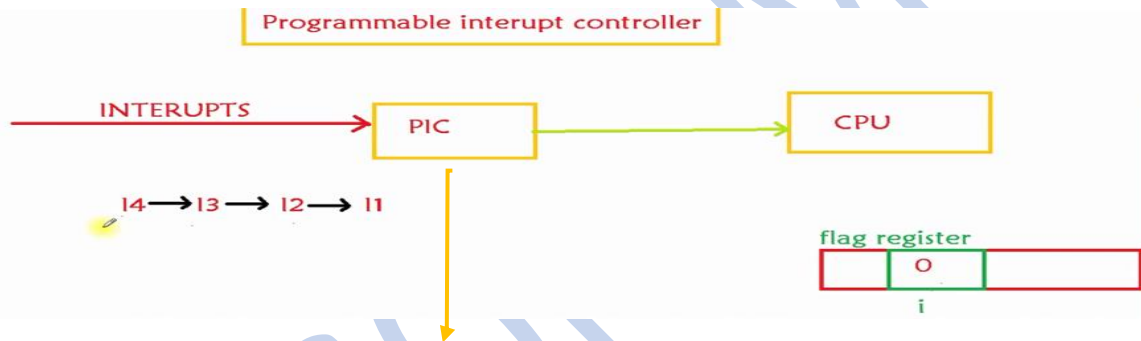 Programmable interupt controller
INTERUPTS
PIC
CPU
I4 → I3 → I2 → I1
flag register
0
i